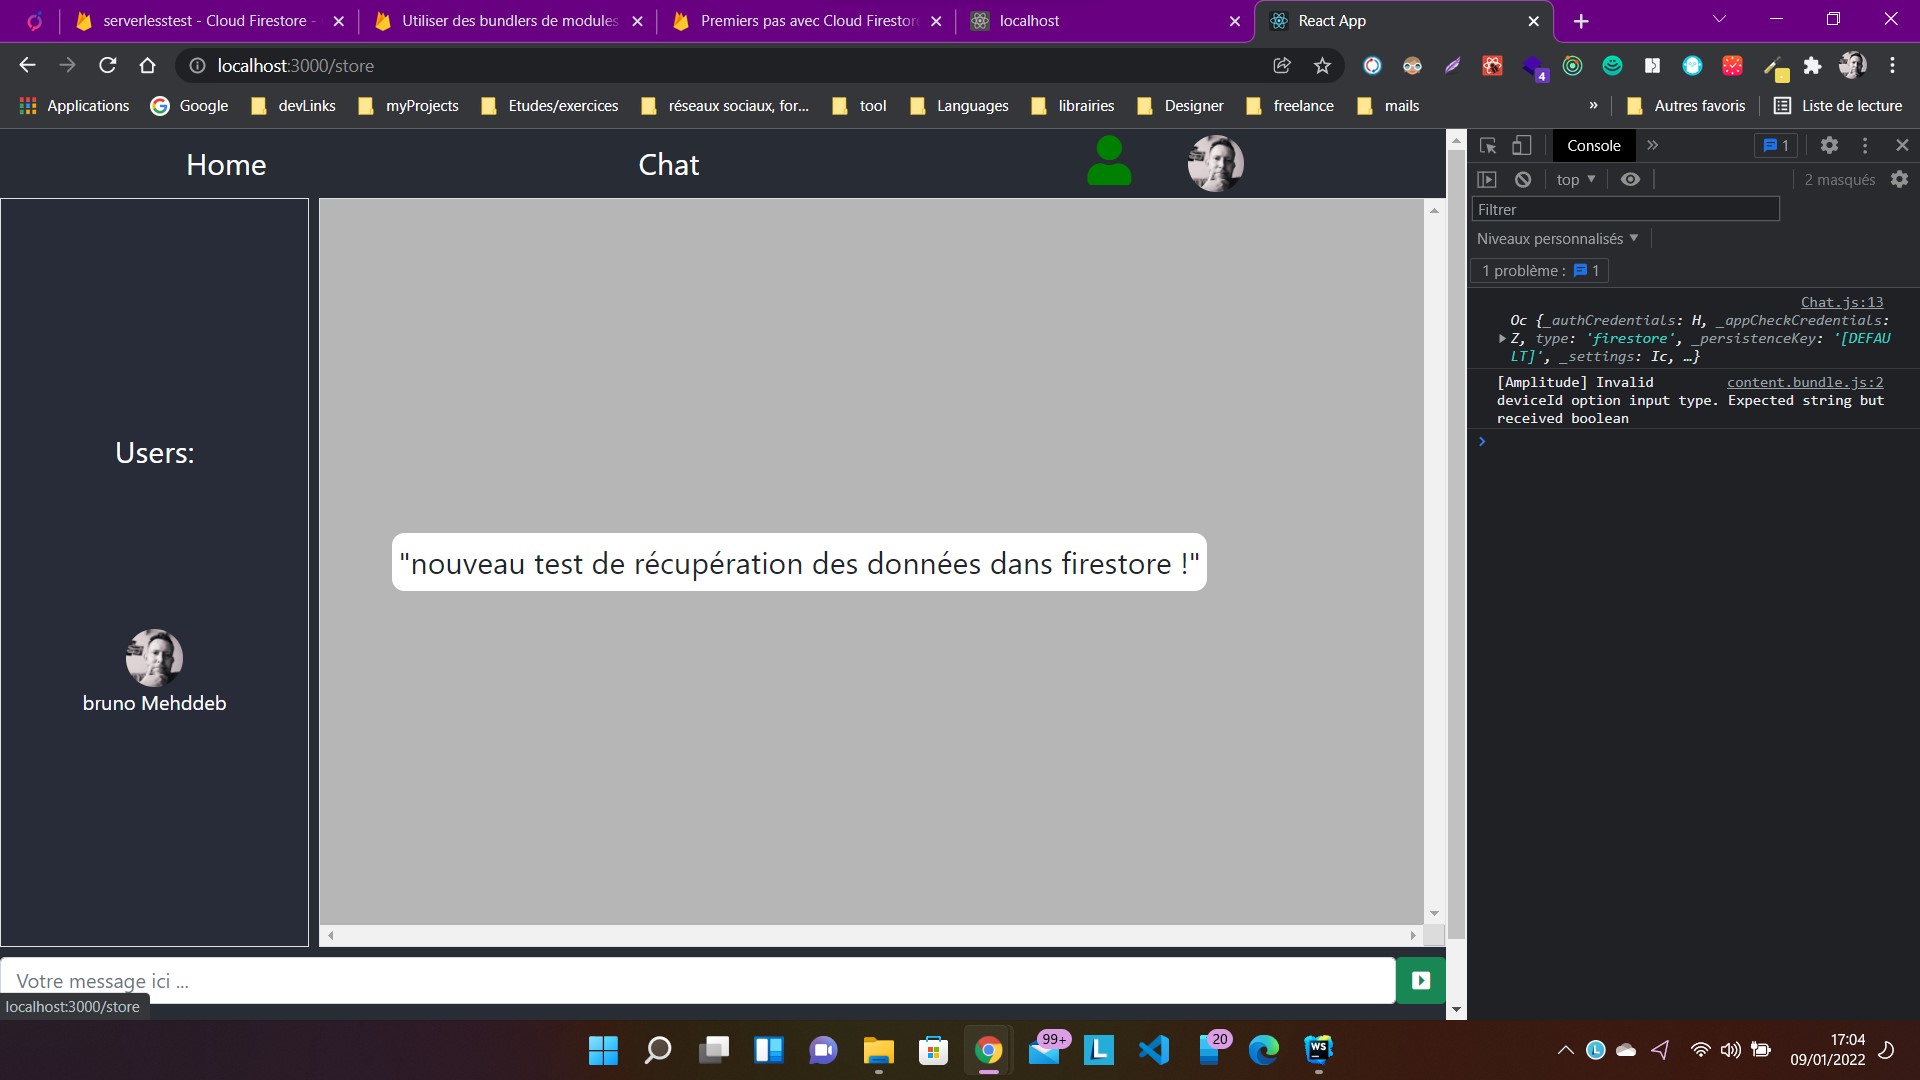 serverlesstest - Cloud Firestore -
Utiliser des bundlers de modules
Premiers pas avec Cloud Firestore
localhost
React App
localhost:3000/store
4
Applications
Google
devLinks
myProjects
Etudes/exercices
réseaux sociaux, for...
tool
Languages
librairies
Designer
freelance
mails
»
Autres favoris
Liste de lecture
Home
Chat
Console
»
1
top
2 masqués
Filtrer
Niveaux personnalisés
1 problème : 1
Chat.js:13
Oc {_authCredentials: H, _appCheckCredentials:
Z, type: 'firestore', _persistenceKey: '[DEFAU
LT]', _settings: Ic, …}
[Amplitude] Invalid content.bundle.js:2
deviceId option input type. Expected string but
received boolean
Users:
bruno Mehddeb
"nouveau test de récupération des données dans firestore !"
Votre message ici ...
localhost:3000/store
99+
L
20
WS
L
17:04
09/01/2022